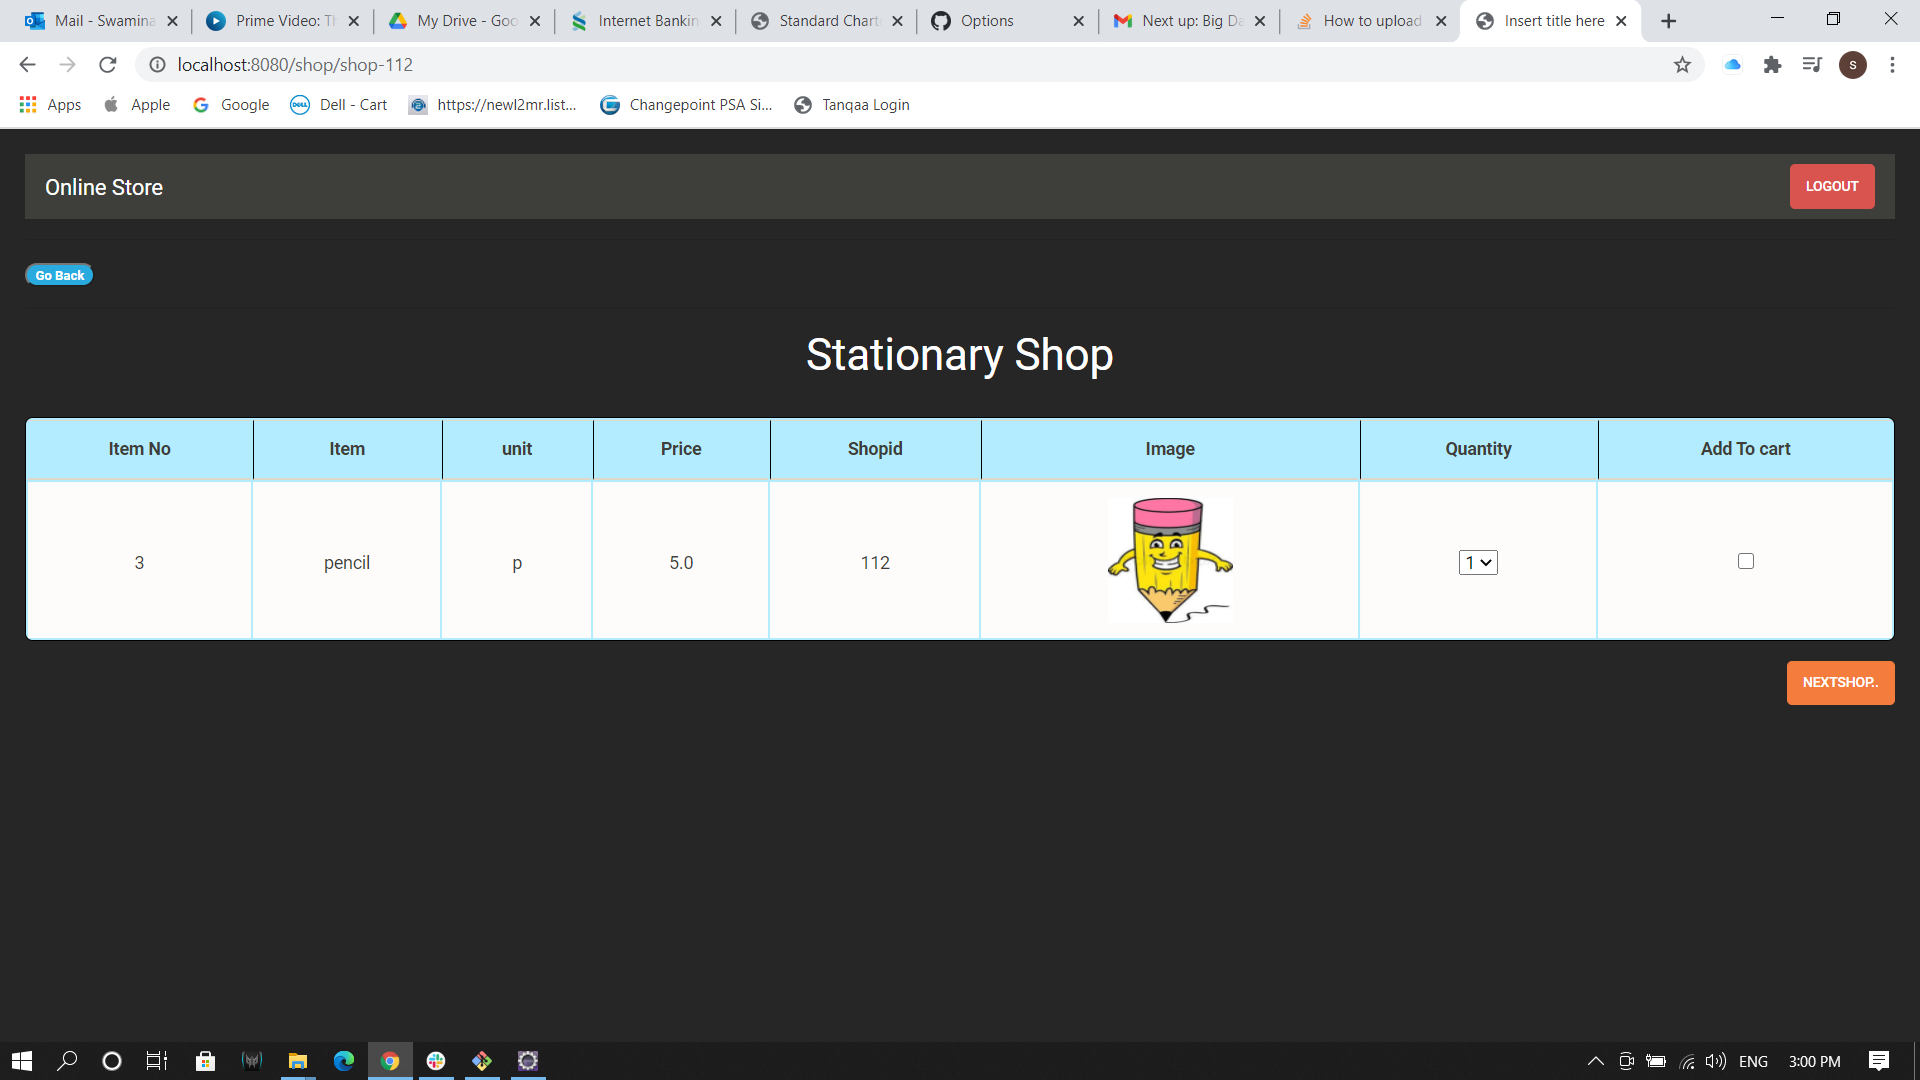 Mail - Swamina
Prime Video: Th
My Drive - Goo
Internet Bankin
Standard Chart
Options
Next up: Big Da
How to upload
Insert title here
localhost:8080/shop/shop-112
S
Apps
Apple
Google
DELL
Dell - Cart
https://newl2mr.list...
Changepoint PSA Si...
Tanqaa Login
Online Store
LOGOUT
Go Back
Stationary Shop
Item No
Item
unit
Price
Shopid
Image
Quantity
Add To cart
3
pencil
p
5.0
112
1
NEXTSHOP..
ENG
3:00 PM